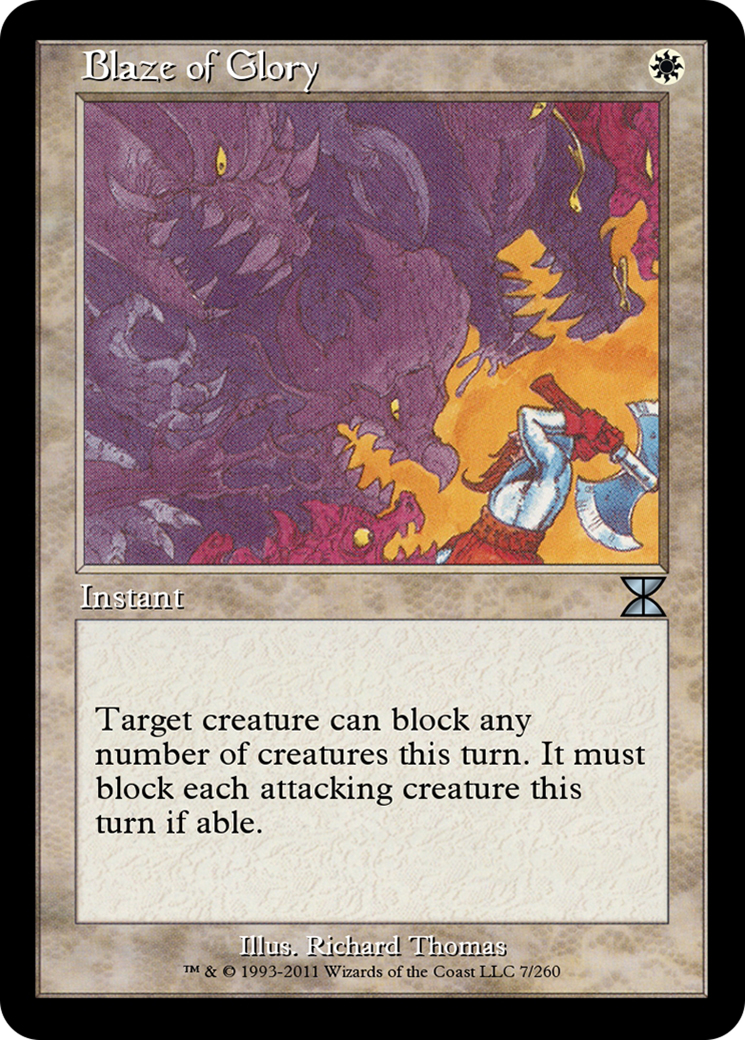 Blaze of Glory
Instant
Target creature can block any
number of creatures this turn. It must
block each attacking creature this
turn if able.
Illus. Richard Thomas
™ & © 1993-2011 Wizards of the Coast LLC 7/260